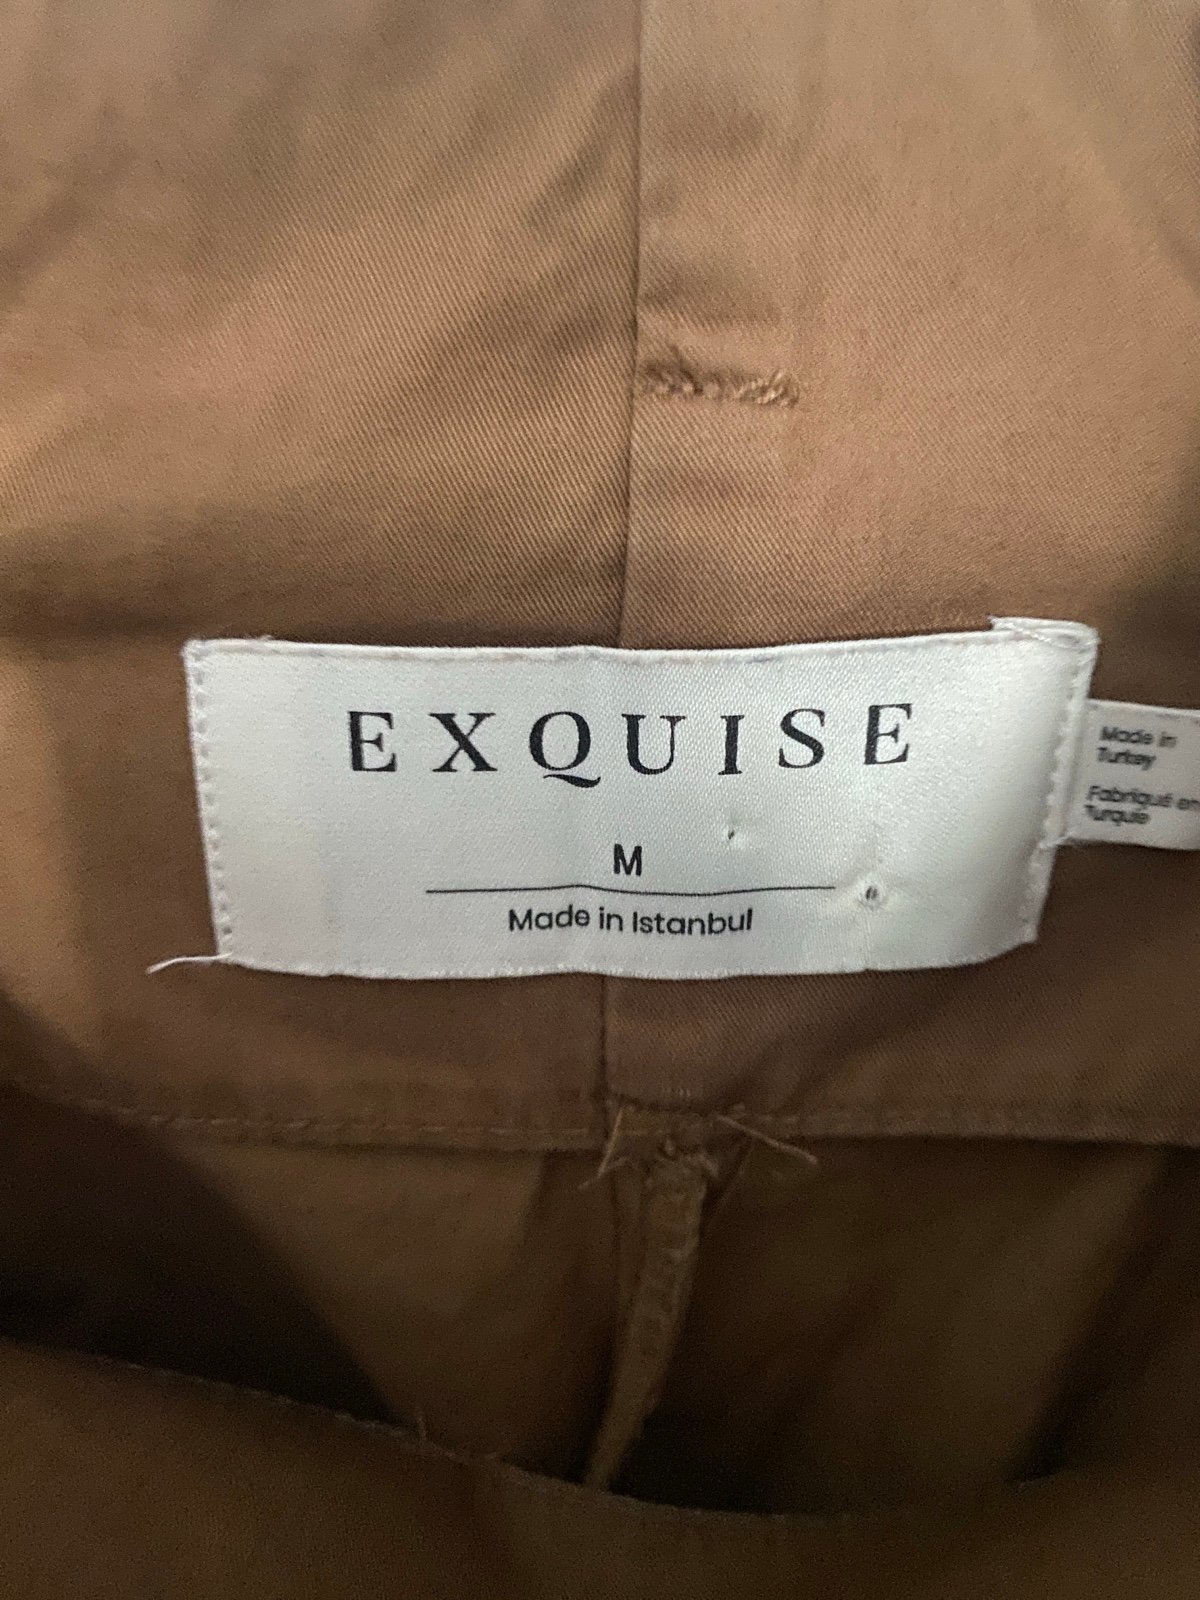 EXQUISE
M
Made in Istanbul
Made in
Turkey
Fabriqué en
Turquie